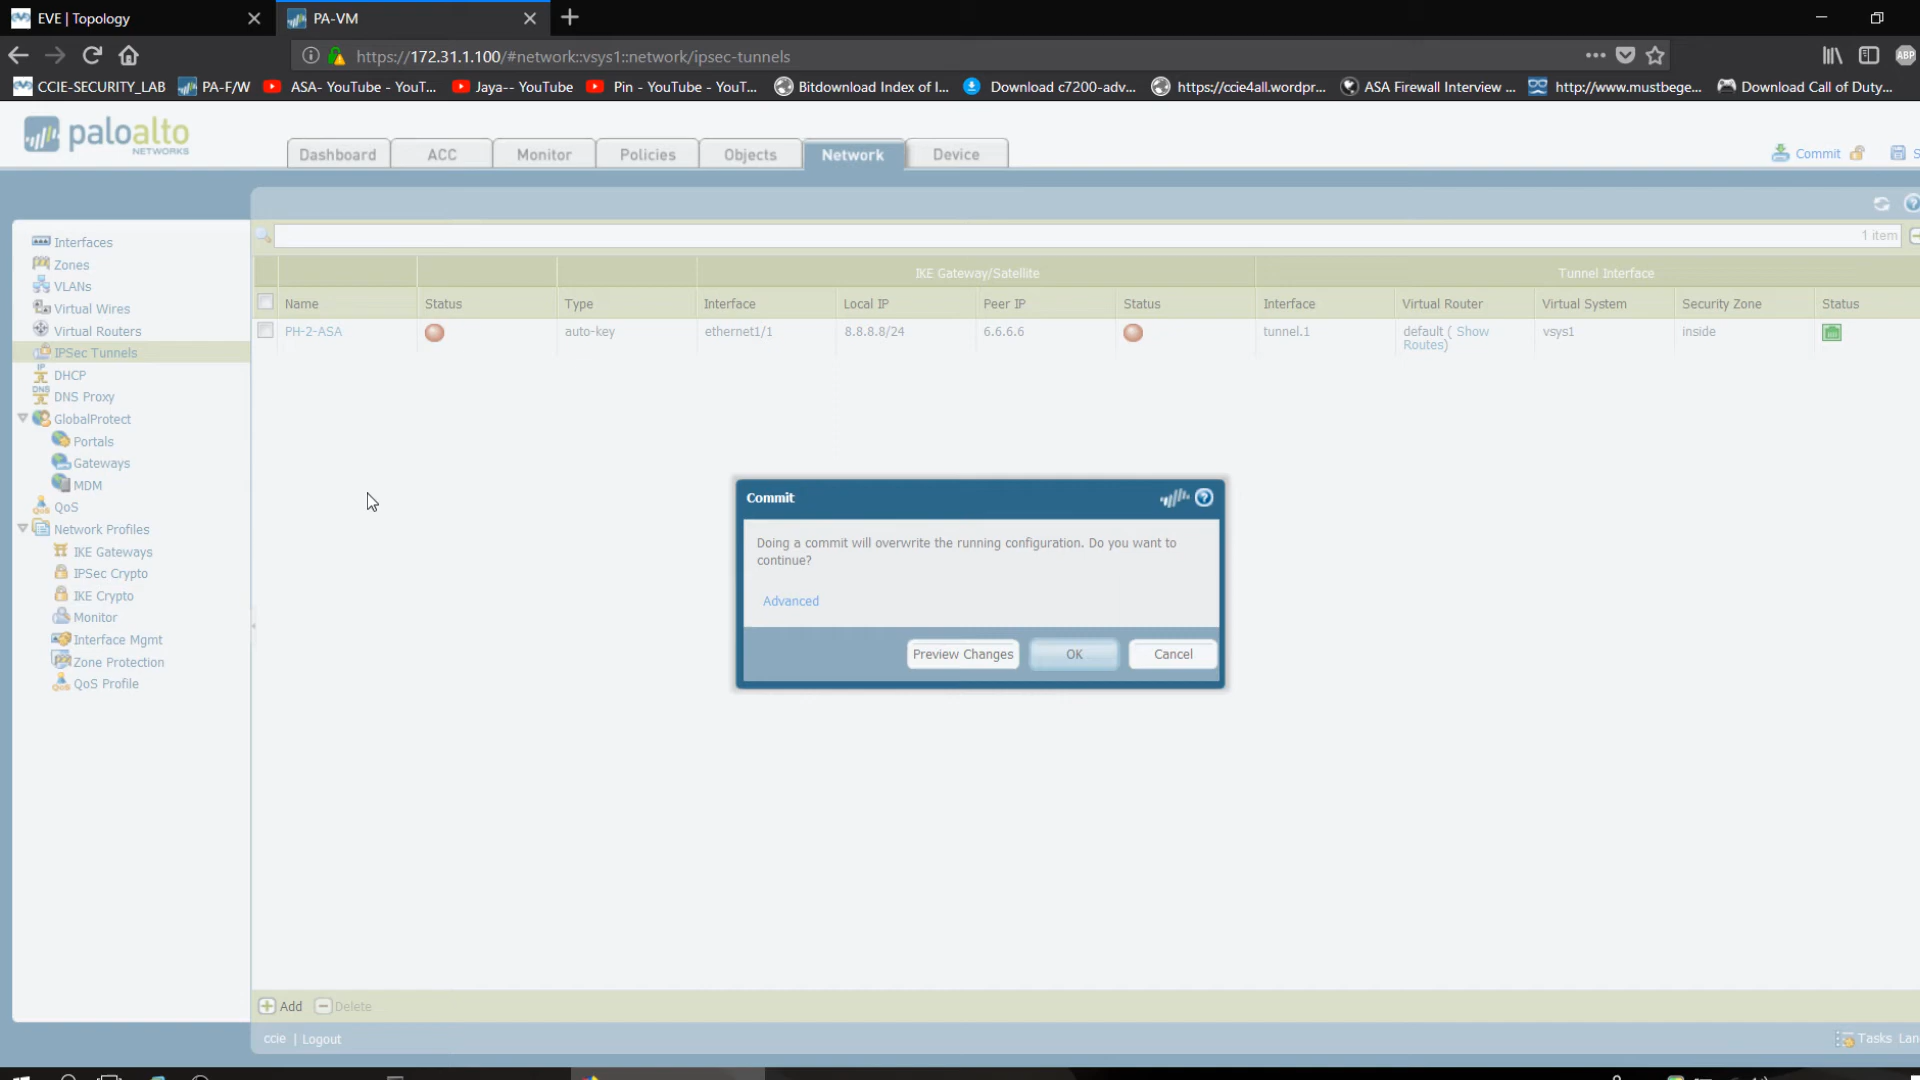 EVE | Topology
PA-VM
https://172.31.1.100/#network::vsys1::network/ipsec-tunnels
CCIE-SECURITY_LAB
PA-F/W
ASA- YouTube - YouT...
Jaya-- YouTube
Pin - YouTube - YouT...
Bitdownload Index of I...
Download c7200-adv...
https://ccie4all.wordpr...
ASA Firewall Interview ...
http://www.mustbege...
Download Call of Duty...
ABP
paloalto
NETWORKS
Dashboard
ACC
Monitor
Policies
Objects
Network
Device
Commit
S
1 item
Interfaces
Zones
VLANs
Virtual Wires
Virtual Routers
IPSec Tunnels
DHCP
DNS Proxy
GlobalProtect
Portals
Gateways
MDM
QoS
Network Profiles
IKE Gateways
IPSec Crypto
IKE Crypto
Monitor
Interface Mgmt
Zone Protection
QoS Profile
IKE Gateway/Satellite
Tunnel Interface
Name
Status
Type
Interface
Local IP
Peer IP
Status
Interface
Virtual Router
Virtual System
Security Zone
Status
PH-2-ASA
auto-key
ethernet1/1
8.8.8.8/24
6.6.6.6
tunnel.1
default ( Show
Routes)
vsys1
inside
Commit
Doing a commit will overwrite the running configuration. Do you want to
continue?
Advanced
Preview Changes
OK
Cancel
Add
Delete
ccie | Logout
Tasks
Lan